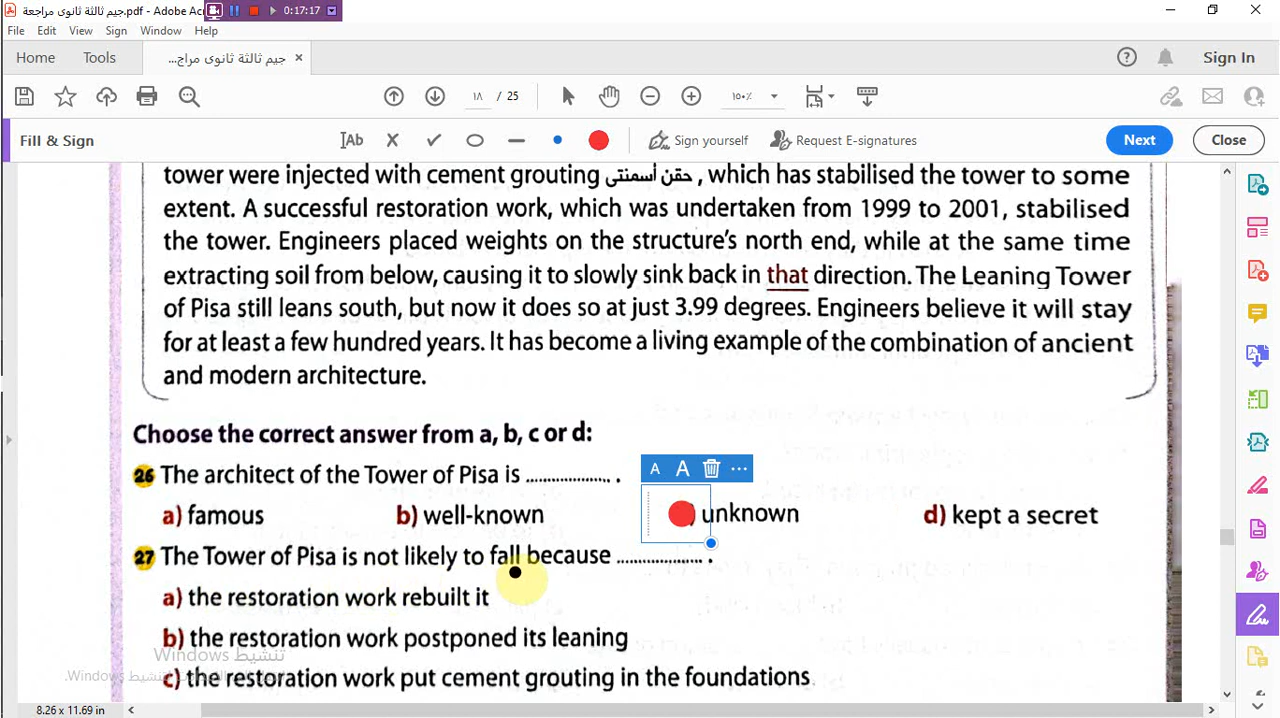 جيم ثالثة ثانوى مراجعة.pdf - Adobe Acr
0:17:17
File Edit View Sign Window Help
Home Tools جيم ثالثة ثانوى مراج... × Sign In
١٨ / 25 ١٥٠٪
Fill & Sign Ab Sign yourself Request E-signatures Next Close
tower were injected with cement grouting حقن أسمنتى, which has stabilised the tower to some
extent. A successful restoration work, which was undertaken from 1999 to 2001, stabilised
the tower. Engineers placed weights on the structure's north end, while at the same time
extracting soil from below, causing it to slowly sink back in that direction. The Leaning Tower
of Pisa still leans south, but now it does so at just 3.99 degrees. Engineers believe it will stay
for at least a few hundred years. It has become a living example of the combination of ancient
and modern architecture.
Choose the correct answer from a, b, c or d:
26 The architect of the Tower of Pisa is .................... .
A A ...
a) famous b) well-known ) unknown d) kept a secret
27 The Tower of Pisa is not likely to fall because .................... .
a) the restoration work rebuilt it
b) the restoration work postponed its leaning
تنشيط Windows
c) the restoration work put cement grouting in the foundations.
تنشيط Windows.
8.26 x 11.69 in